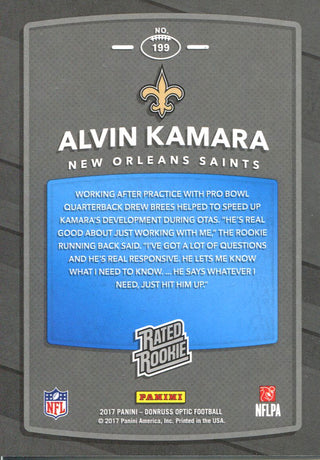 NO.
199
ALVIN KAMARA
NEW ORLEANS SAINTS
WORKING AFTER PRACTICE WITH PRO BOWL
QUARTERBACK DREW BREES HELPED TO SPEED UP
KAMARA'S DEVELOPMENT DURING OTAS. "HE'S REAL
GOOD ABOUT JUST WORKING WITH ME," THE ROOKIE
RUNNING BACK SAID. "I'VE GOT A LOT OF QUESTIONS
AND HE'S REAL RESPONSIVE. HE LETS ME KNOW
WHAT I NEED TO KNOW. ... HE SAYS WHATEVER I
NEED, JUST HIT HIM UP."
RATED
ROOKIE
NFL
PANINI
NFLPA
2017 PANINI – DONRUSS OPTIC FOOTBALL
© 2017 Panini America, Inc. Printed in the USA.